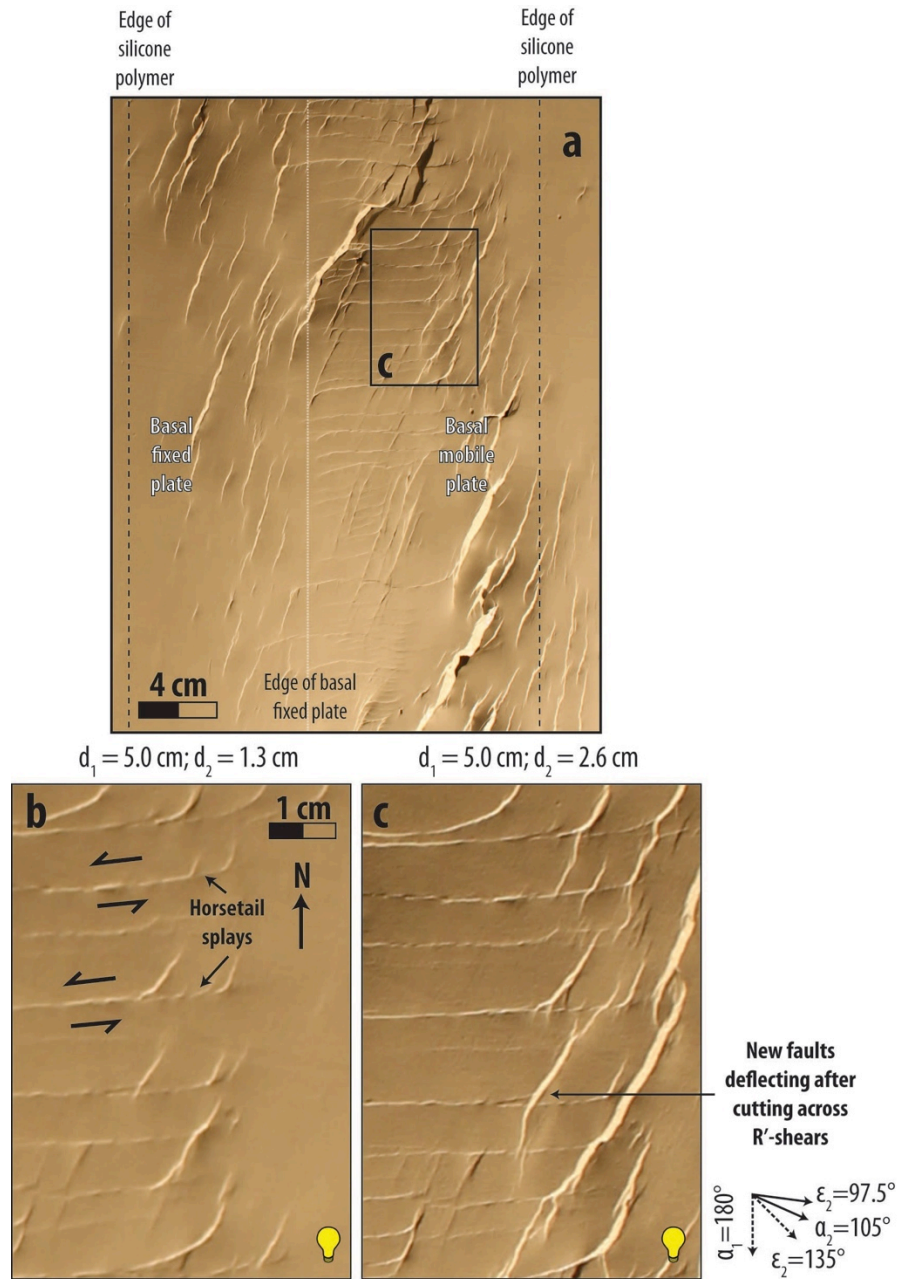 Edge of
silicone
polymer
Edge of
silicone
polymer
a
c
Basal
fixed
plate
Basal
mobile
plate
4 cm
Edge of basal
fixed plate
d₁ = 5.0 cm; d₂ = 1.3 cm
d₁ = 5.0 cm; d₂ = 2.6 cm
b
1 cm
N
Horsetail
splays
c
New faults
deflecting after
cutting across
R’-shears
α₁=180°
ε₂=97.5°
α₂=105°
ε₂=135°